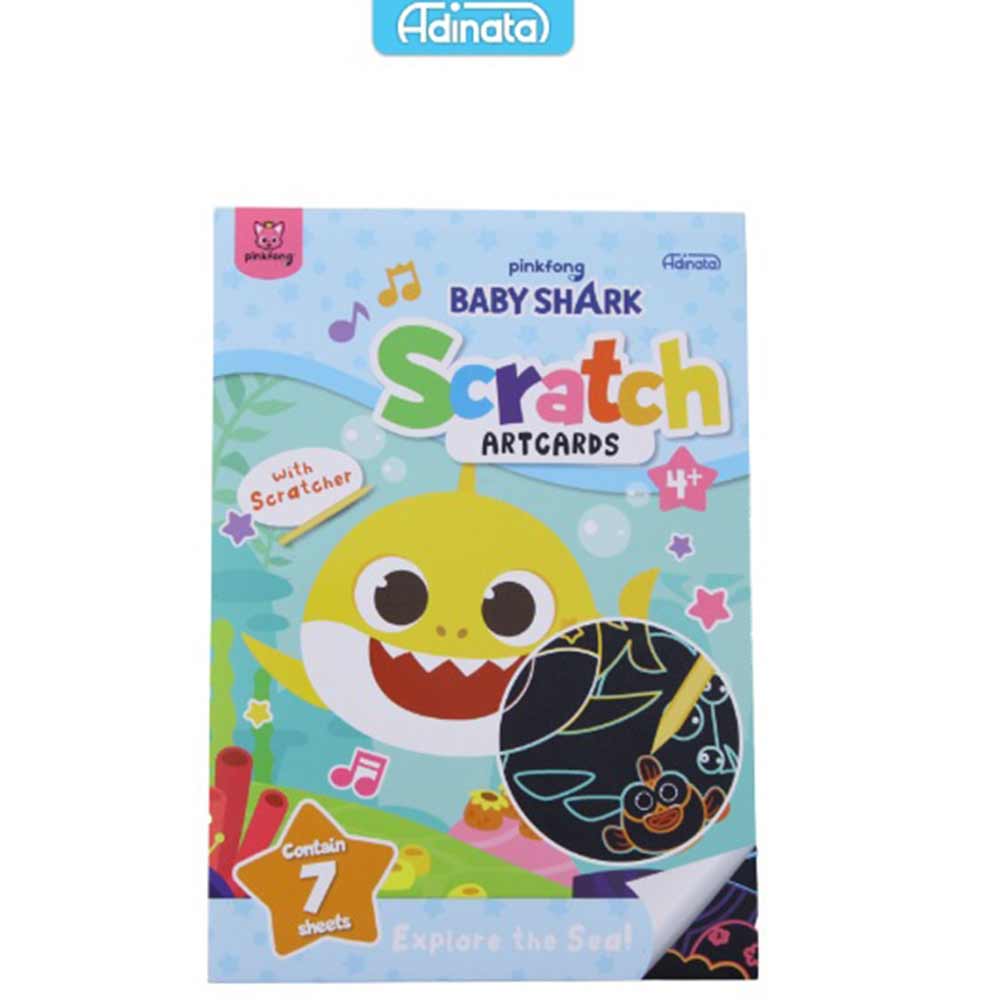 Adinata
pinkfong
Adinata
pinkfong
BABY SHARK
Scratch
ARTCARDS
4+
with
Scratcher
Contain
7
sheets
Explore the Sea!